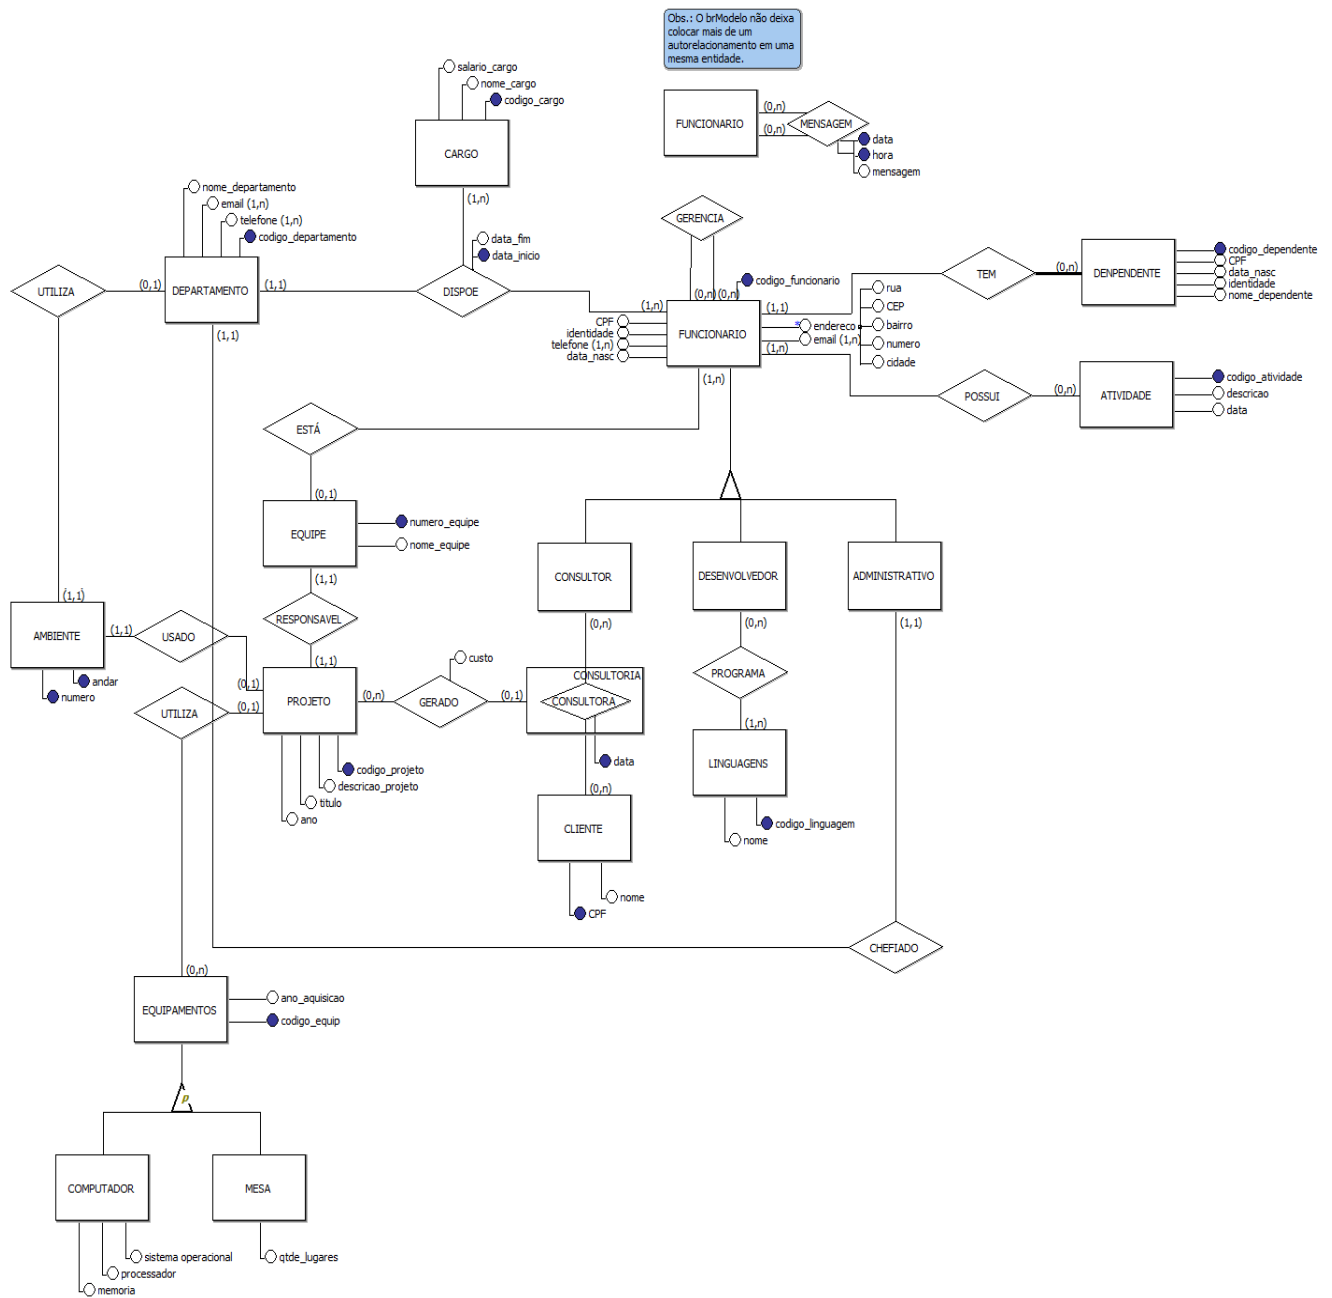 Obs.: O brModelo não deixa
colocar mais de um
autorelacionamento em uma
mesma entidade.
salario_cargo
nome_cargo
codigo_cargo
CARGO
(1,n)
FUNCIONARIO
(0,n)
(0,n)
MENSAGEM
data
hora
mensagem
nome_departamento
email (1,n)
telefone (1,n)
codigo_departamento
UTILIZA
(0,1)
DEPARTAMENTO
(1,1)
(1,1)
data_fim
data_inicio
DISPOE
GERENCIA
(0,n)
(0,n)
codigo_funcionario
(1,n)
CPF
identidade
telefone (1,n)
data_nasc
FUNCIONARIO
(1,1)
endereco
email (1,n)
(1,n)
(1,n)
rua
CEP
bairro
numero
cidade
TEM
(0,n)
DENPENDENTE
codigo_dependente
CPF
data_nasc
identidade
nome_dependente
POSSUI
(0,n)
ATIVIDADE
codigo_atividade
descricao
data
ESTÁ
(0,1)
EQUIPE
numero_equipe
nome_equipe
(1,1)
RESPONSAVEL
(1,1)
CONSULTOR
DESENVOLVEDOR
ADMINISTRATIVO
(0,n)
(0,n)
(1,1)
(1,1)
AMBIENTE
(1,1)
USADO
andar
numero
(0,1)
UTILIZA
(0,1)
PROJETO
(0,n)
custo
GERADO
(0,1)
CONSULTORIA
CONSULTORA
data
codigo_projeto
descricao_projeto
titulo
ano
PROGRAMA
(1,n)
LINGUAGENS
codigo_linguagem
nome
(0,n)
CLIENTE
nome
CPF
CHEFIADO
(0,n)
EQUIPAMENTOS
ano_aquisicao
codigo_equip
p
COMPUTADOR
MESA
sistema operacional
processador
memoria
qtde_lugares